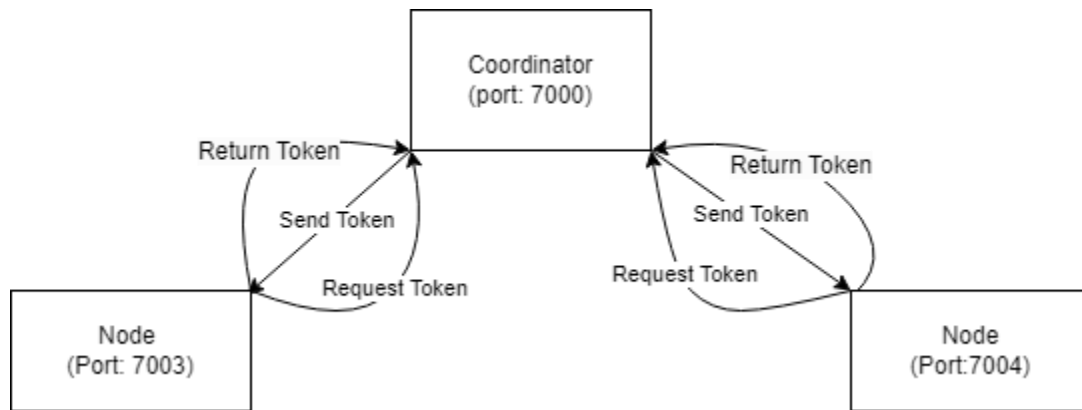 Coordinator
(port: 7000)
Return Token
Return Token
Send Token
Send Token
Request Token
Request Token
Node
(Port: 7003)
Node
(Port:7004)